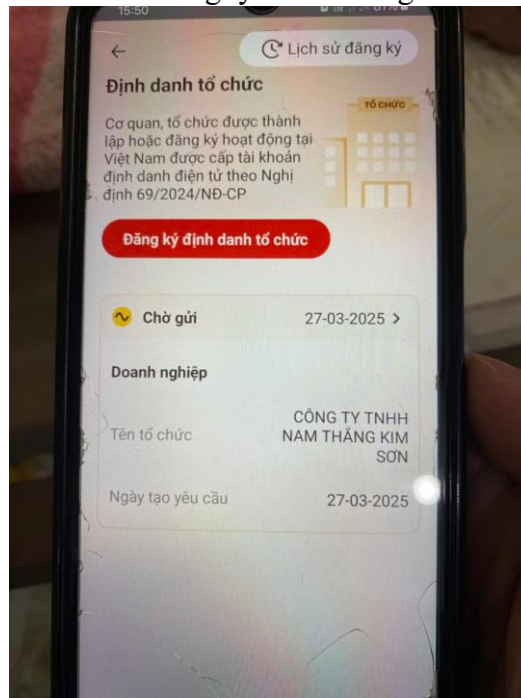 15:50
Lịch sử đăng ký
Định danh tổ chức
TỔ CHỨC
Cơ quan, tổ chức được thành
lập hoặc đăng ký hoạt động tại
Việt Nam được cấp tài khoản
định danh điện tử theo Nghị
định 69/2024/NĐ-CP
Đăng ký định danh tổ chức
Chờ gửi 27-03-2025
Doanh nghiệp
Tên tổ chức CÔNG TY TNHH
NAM THẮNG KIM
SƠN
Ngày tạo yêu cầu 27-03-2025